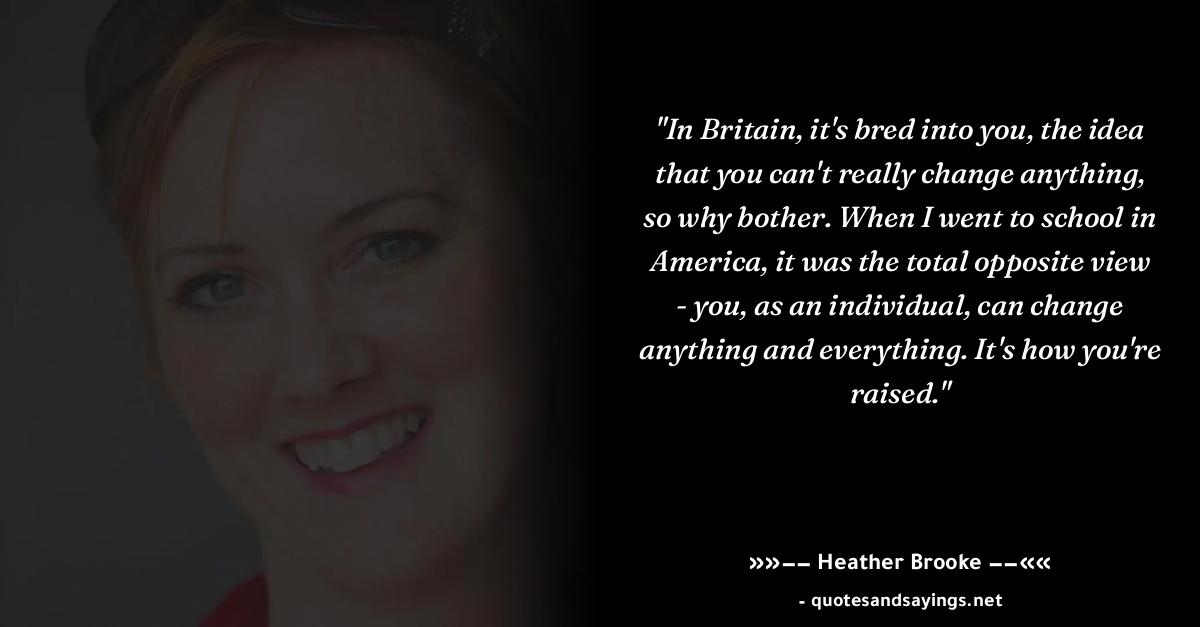 "In Britain, it's bred into you, the idea
that you can't really change anything,
so why bother. When I went to school in
America, it was the total opposite view
- you, as an individual, can change
anything and everything. It's how you're
raised."
»»–– Heather Brooke ––««
- quotesandsayings.net